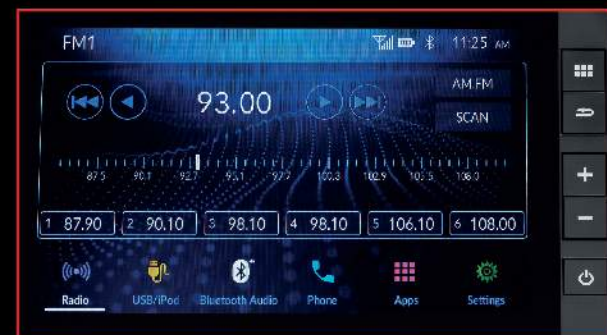 FM1
11:25 AM
93.00
AM.FM
SCAN
87.5 90.1 92.7 95.1 97.7 100.3 102.9 105.5 108.0
1 87.90 2 90.10 3 98.10 4 98.10 5 106.10 6 108.00
Radio USB/iPod Bluetooth Audio Phone Apps Settings